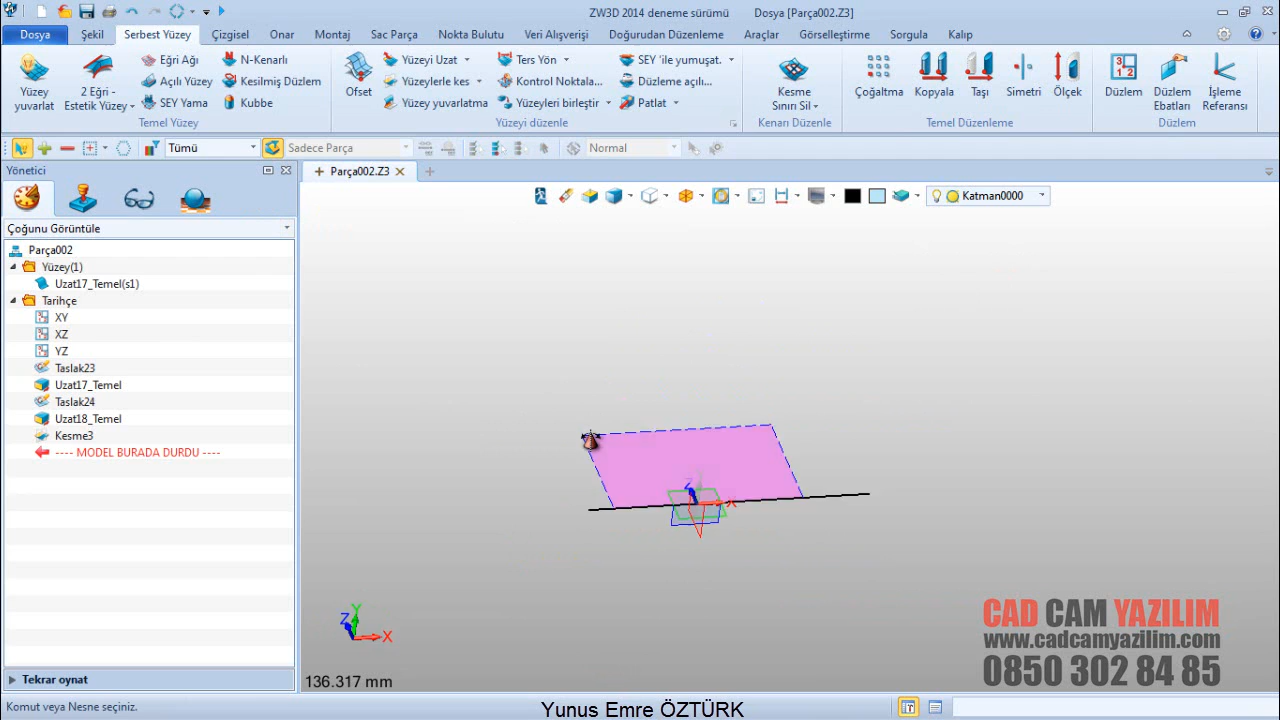 ZW3D 2014 deneme sürümü Dosya [Parça002.Z3]
Dosya Şekil Serbest Yüzey Çizgisel Onar Montaj Sac Parça Nokta Bulutu Veri Alışverişi Doğurudan Düzenleme Araçlar Görselleştirme Sorgula Kalıp
Yüzey yuvarlat
2 Eğri - Estetik Yüzey
Eğri Ağı
Açılı Yüzey
SEY Yama
N-Kenarlı
Kesilmiş Düzlem
Kubbe
Temel Yüzey
Ofset
Yüzeyi Uzat
Yüzeylerle kes
Yüzey yuvarlatma
Ters Yön
Kontrol Noktala...
Yüzeyleri birleştir
SEY 'ile yumuşat.
Düzleme açılı...
Patlat
Yüzeyi düzenle
Kesme Sınırı Sil
Kenarı Düzenle
Çoğaltma
Kopyala
Taşı
Simetri
Ölçek
Temel Düzenleme
Düzlem
Düzlem Ebatları
İşleme Referansı
Düzlem
Tümü
Sadece Parça
Normal
Yönetici
Parça002.Z3
Katman0000
Çoğunu Görüntüle
Parça002
Yüzey(1)
Uzat17_Temel(s1)
Tarihçe
XY
XZ
YZ
Taslak23
Uzat17_Temel
Taslak24
Uzat18_Temel
Kesme3
---- MODEL BURADA DURDU ----
Z
X
Y
Z
X
136.317 mm
CAD CAM YAZILIM
www.cadcamyazilim.com
0850 302 84 85
Tekrar oynat
Komut veya Nesne seçiniz.
Yunus Emre ÖZTÜRK